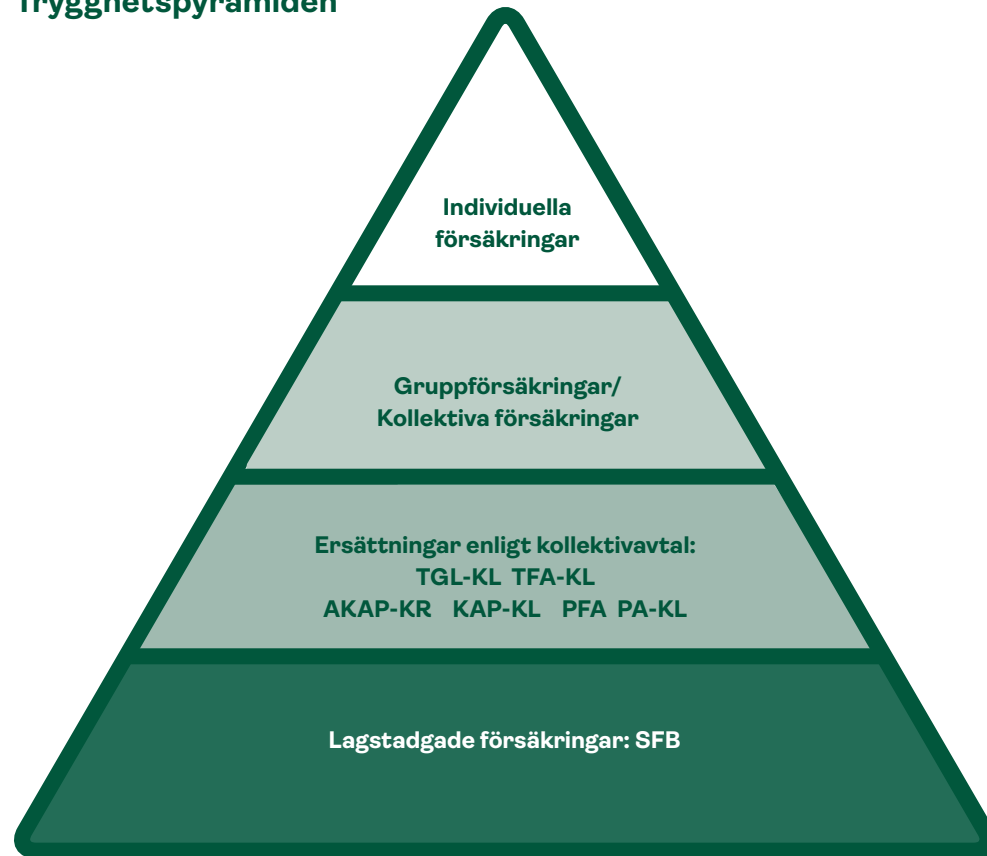 Trygghetspyramiden
Individuella
försäkringar
Gruppförsäkringar/
Kollektiva försäkringar
Ersättningar enligt kollektivavtal:
TGL-KL TFA-KL
AKAP-KR KAP-KL PFA PA-KL
Lagstadgade försäkringar: SFB